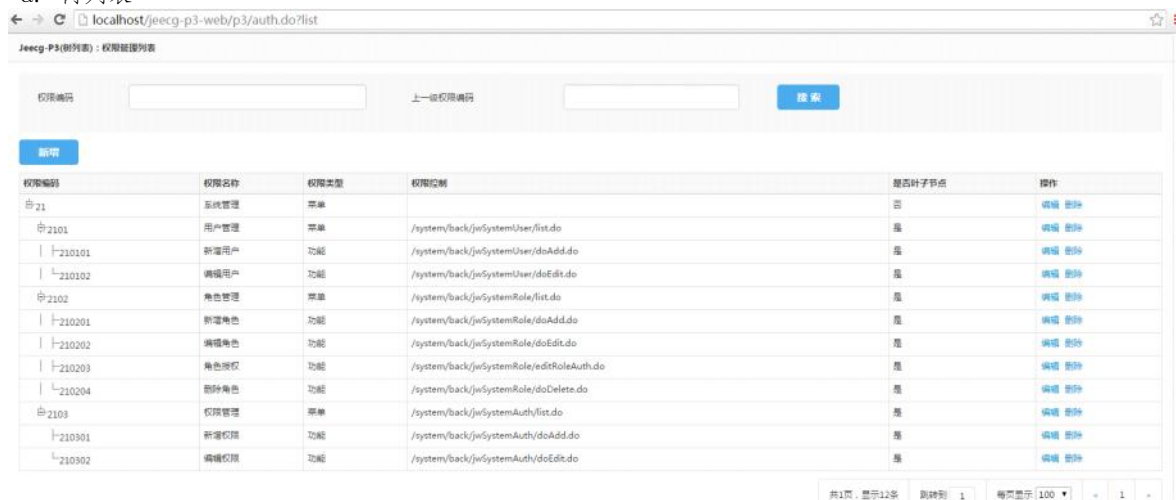 a. 树列表
localhost/jeecg-p3-web/p3/auth.do?list
Jeecg-P3(树列表)：权限管理列表
权限编码 上一级权限编码 搜 索
新增
权限编码 权限名称 权限类型 权限控制 是否叶子节点 操作
21 系统管理 菜单 否 编辑 删除
2101 用户管理 菜单 /system/back/jwSystemUser/list.do 是 编辑 删除
210101 新增用户 功能 /system/back/jwSystemUser/doAdd.do 是 编辑 删除
210102 编辑用户 功能 /system/back/jwSystemUser/doEdit.do 是 编辑 删除
2102 角色管理 菜单 /system/back/jwSystemRole/list.do 是 编辑 删除
210201 新增角色 功能 /system/back/jwSystemRole/doAdd.do 是 编辑 删除
210202 编辑角色 功能 /system/back/jwSystemRole/doEdit.do 是 编辑 删除
210203 角色授权 功能 /system/back/jwSystemRole/editRoleAuth.do 是 编辑 删除
210204 删除角色 功能 /system/back/jwSystemRole/doDelete.do 是 编辑 删除
2103 权限管理 菜单 /system/back/jwSystemAuth/list.do 是 编辑 删除
210301 新增权限 功能 /system/back/jwSystemAuth/doAdd.do 是 编辑 删除
210302 编辑权限 功能 /system/back/jwSystemAuth/doEdit.do 是 编辑 删除
共1页，显示12条 跳转到 1 每页显示 100 « 1 »